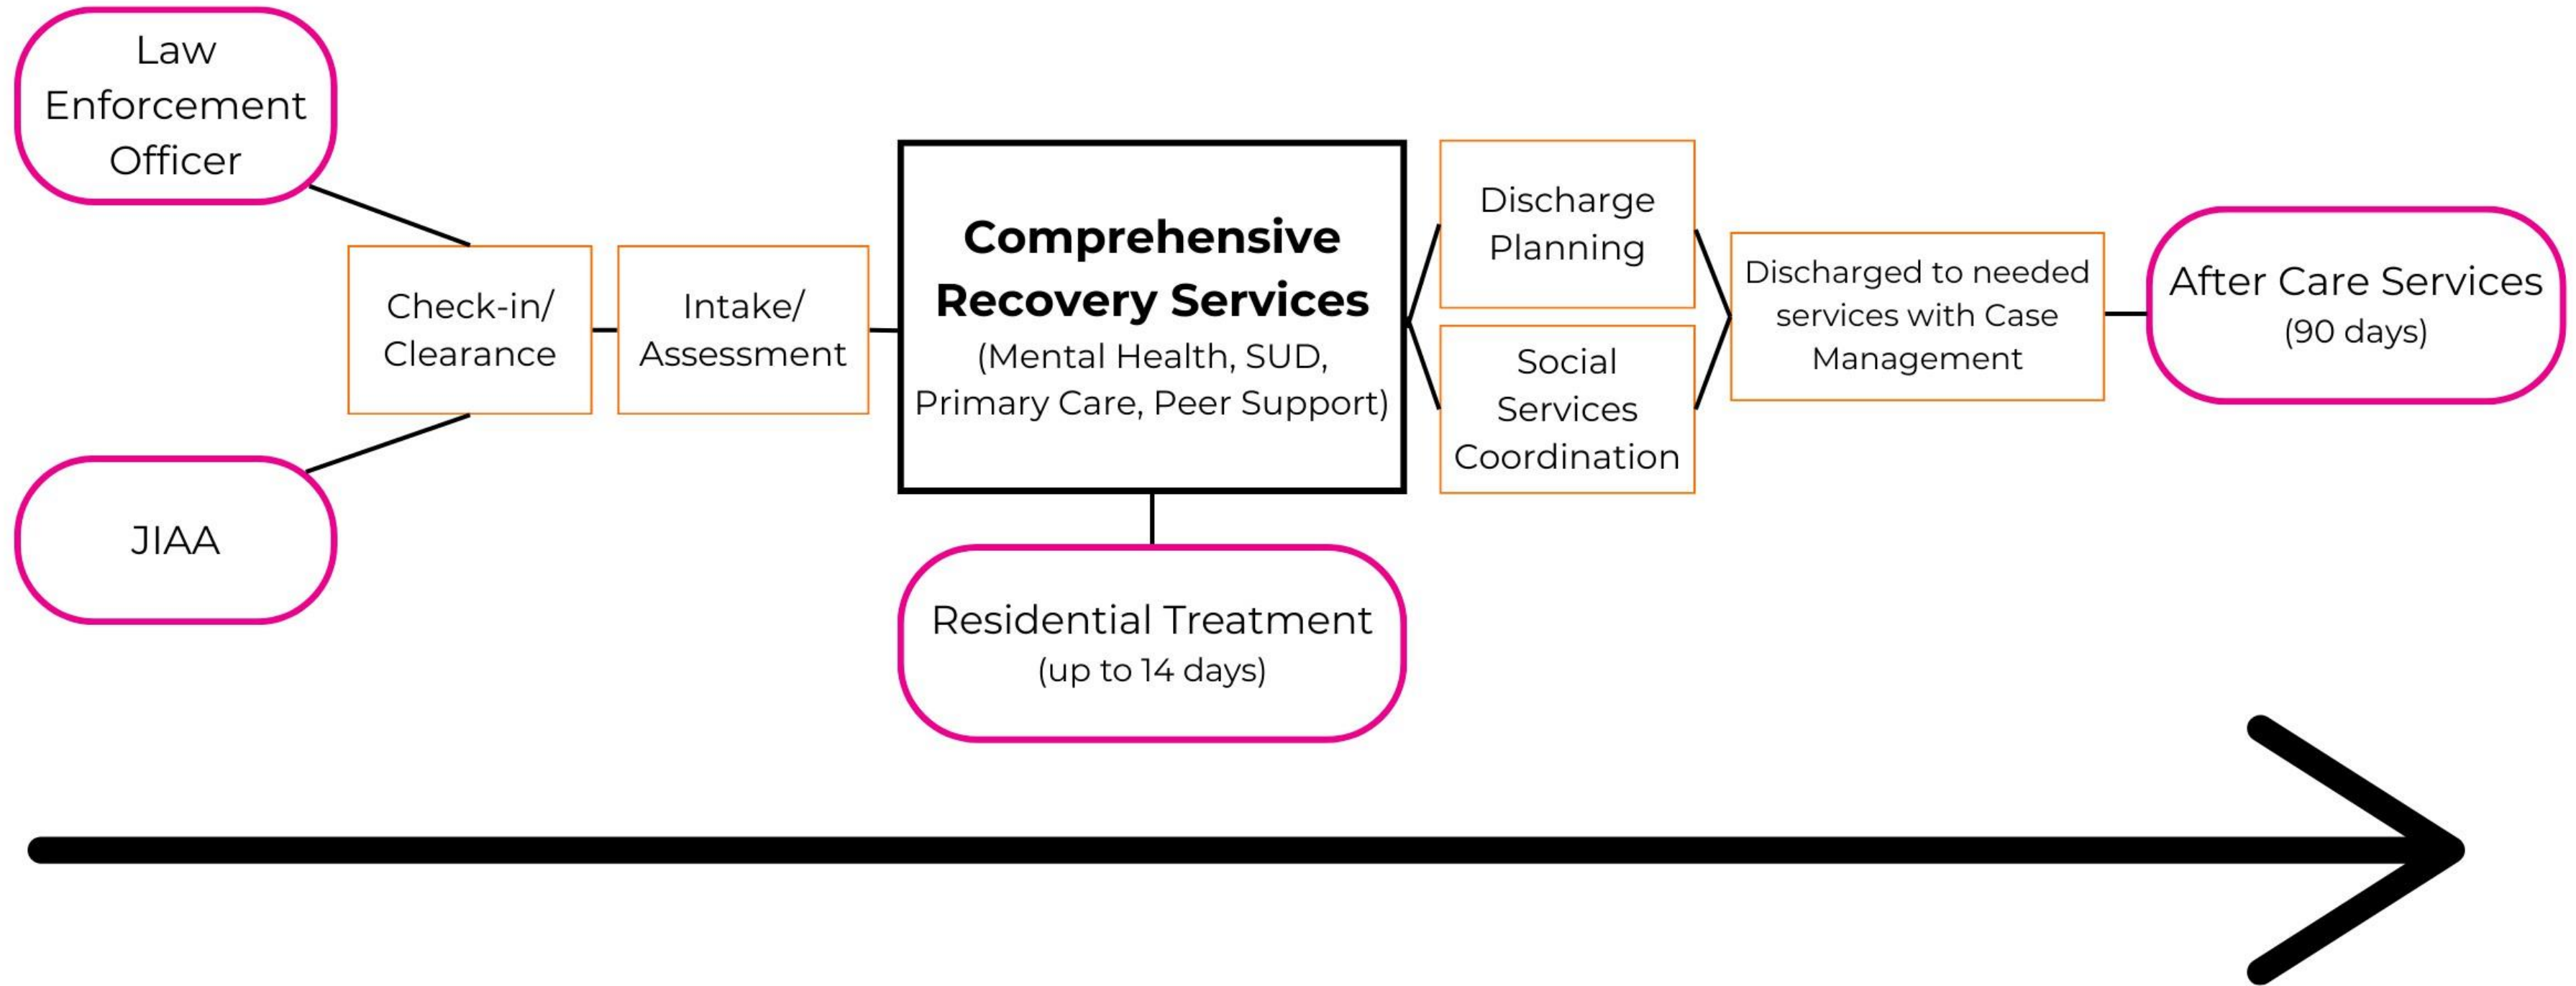 Law
Enforcement
Officer
JIAA
Check-in/
Clearance
Intake/
Assessment
Comprehensive
Recovery Services
(Mental Health, SUD,
Primary Care, Peer Support)
Residential Treatment
(up to 14 days)
Discharge
Planning
Social
Services
Coordination
Discharged to needed
services with Case
Management
After Care Services
(90 days)